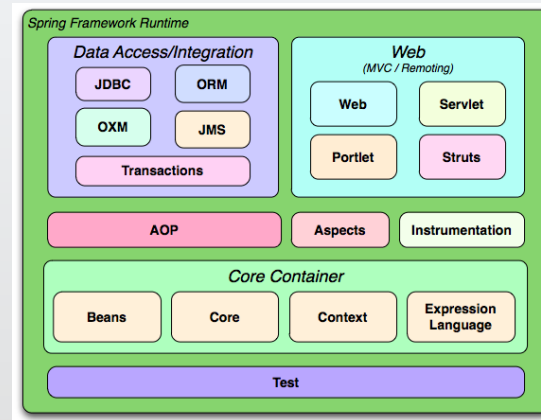 Spring Framework Runtime
Data Access/Integration
JDBC
ORM
OXM
JMS
Transactions
Web
(MVC / Remoting)
Web
Servlet
Portlet
Struts
AOP
Aspects
Instrumentation
Core Container
Beans
Core
Context
Expression
Language
Test